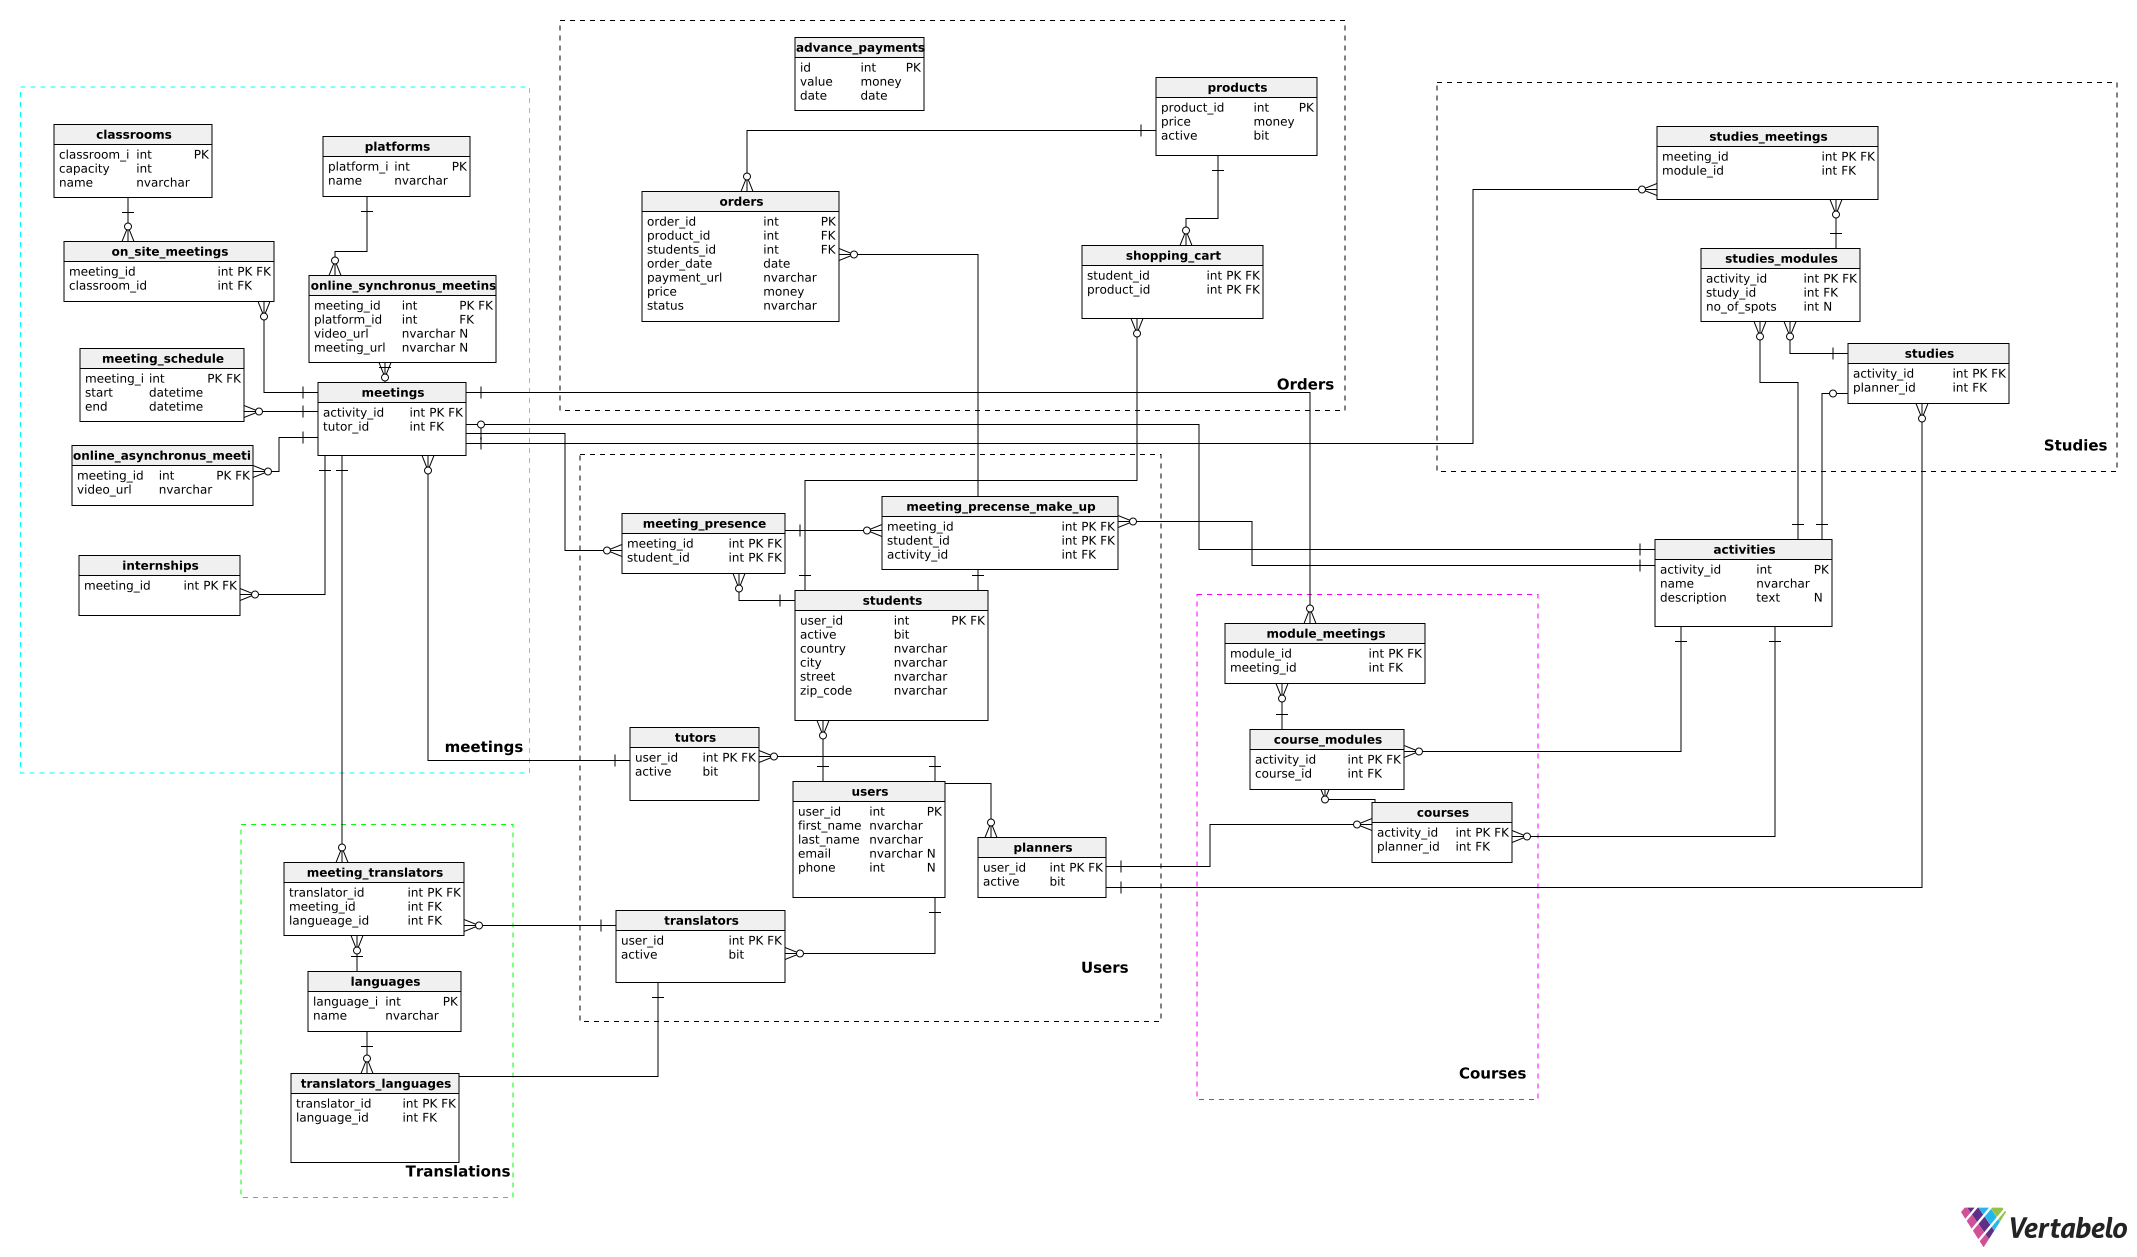 advance_payments
id int PK
value money
date date
products
product_id int PK
price money
active bit
orders
order_id int PK
product_id int FK
students_id int FK
order_date date
payment_url nvarchar
price money
status nvarchar
shopping_cart
student_id int PK FK
product_id int PK FK
Orders
classrooms
classroom_i int PK
capacity int
name nvarchar
platforms
platform_i int PK
name nvarchar
on_site_meetings
meeting_id int PK FK
classroom_id int FK
online_synchronus_meetins
meeting_id int PK FK
platform_id int FK
video_url nvarchar N
meeting_url nvarchar N
meeting_schedule
meeting_i int PK FK
start datetime
end datetime
meetings
activity_id int PK FK
tutor_id int FK
online_asynchronus_meeti
meeting_id int PK FK
video_url nvarchar
internships
meeting_id int PK FK
meetings
studies_meetings
meeting_id int PK FK
module_id int FK
studies_modules
activity_id int PK FK
study_id int FK
no_of_spots int N
studies
activity_id int PK FK
planner_id int FK
Studies
meeting_presence
meeting_id int PK FK
student_id int PK FK
meeting_precense_make_up
meeting_id int PK FK
student_id int PK FK
activity_id int FK
students
user_id int PK FK
active bit
country nvarchar
city nvarchar
street nvarchar
zip_code nvarchar
tutors
user_id int PK FK
active bit
users
user_id int PK
first_name nvarchar
last_name nvarchar
email nvarchar N
phone int N
planners
user_id int PK FK
active bit
translators
user_id int PK FK
active bit
Users
activities
activity_id int PK
name nvarchar
description text N
module_meetings
module_id int PK FK
meeting_id int FK
course_modules
activity_id int PK FK
course_id int FK
courses
activity_id int PK FK
planner_id int FK
Courses
meeting_translators
translator_id int PK FK
meeting_id int FK
langueage_id int FK
languages
language_i int PK
name nvarchar
translators_languages
translator_id int PK FK
language_id int FK
Translations
Vertabelo